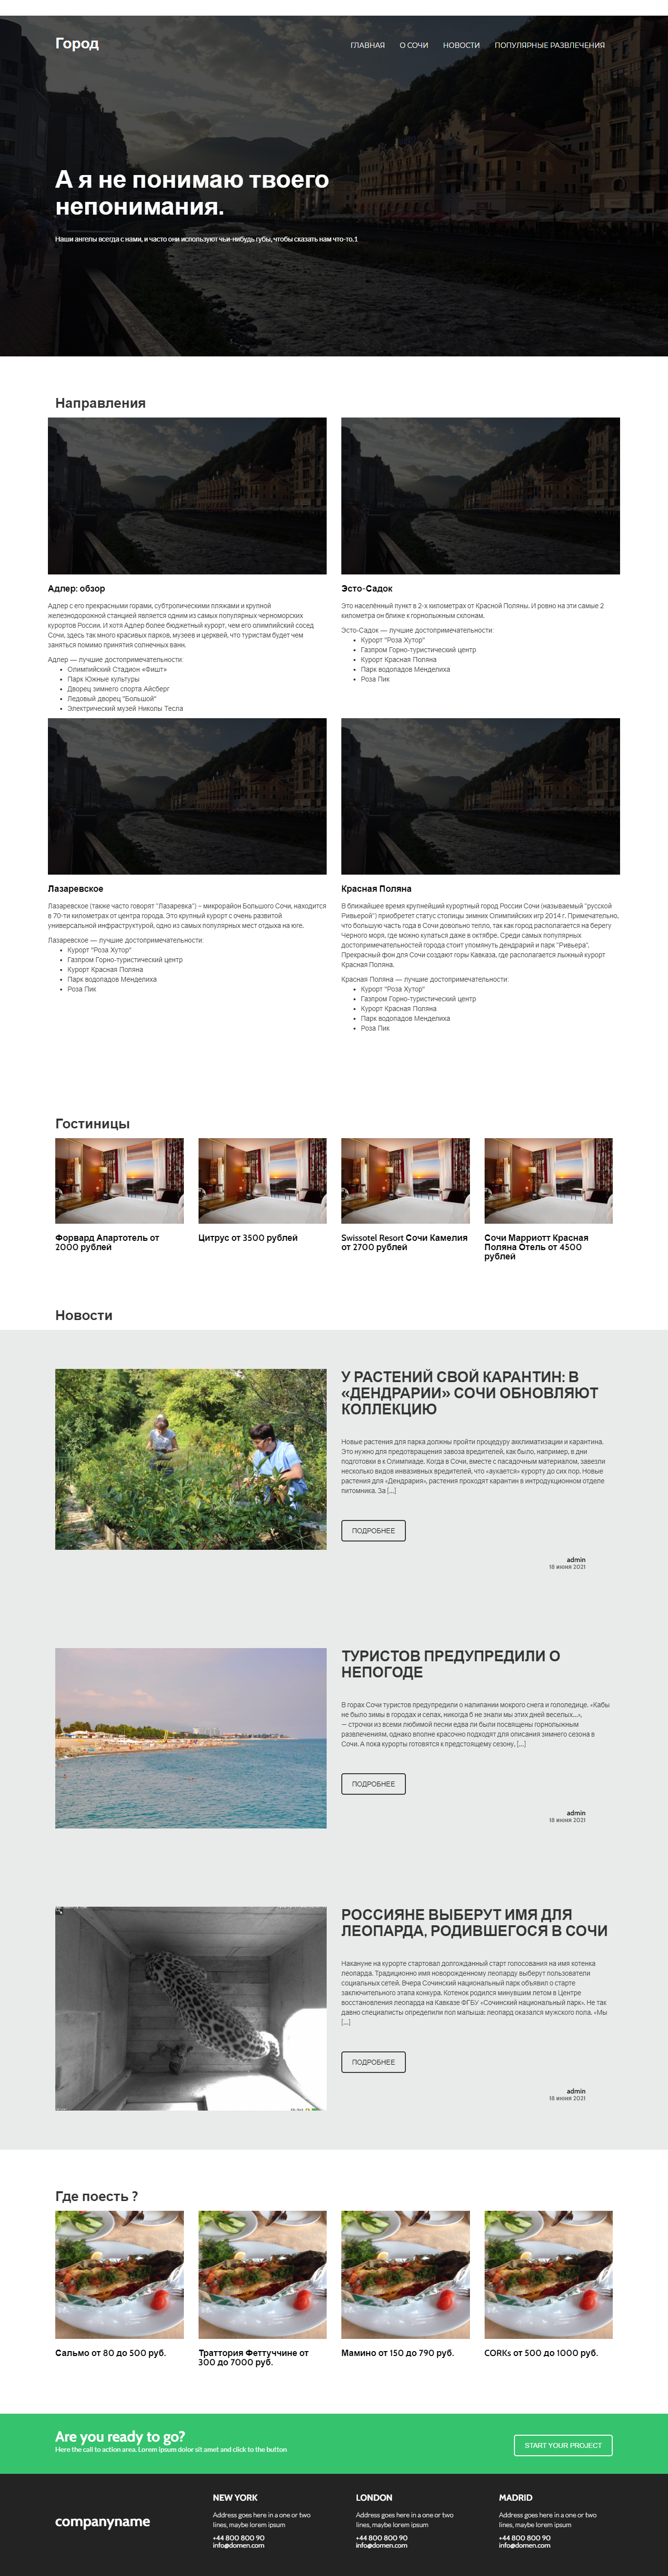 Город
ГЛАВНАЯ О СОЧИ НОВОСТИ ПОПУЛЯРНЫЕ РАЗВЛЕЧЕНИЯ
А я не понимаю твоего
непонимания.
Наши ангелы всегда с нами, и часто они используют чьи-нибудь губы, чтобы сказать нам что-то.1
Направления
Адлер: обзор
Адлер с его прекрасными горами, субтропическими пляжами и крупной
железнодорожной станцией является одним из самых популярных черноморских
курортов России. И хотя Адлер более бюджетный курорт, чем его олимпийский сосед
Сочи, здесь так много красивых парков, музеев и церквей, что туристам будет чем
заняться помимо принятия солнечных ванн.
Адлер — лучшие достопримечательности:
Олимпийский Стадион «Фишт»
Парк Южные культуры
Дворец зимнего спорта Айсберг
Ледовый дворец "Большой"
Электрический музей Николы Тесла
Эсто-Садок
Это населённый пункт в 2-х километрах от Красной Поляны. И ровно на эти самые 2
километра он ближе к горнолыжным склонам.
Эсто-Садок — лучшие достопримечательности:
Курорт "Роза Хутор"
Газпром Горно-туристический центр
Курорт Красная Поляна
Парк водопадов Менделиха
Роза Пик
Лазаревское
Лазаревское (также часто говорят "Лазаревка") – микрорайон Большого Сочи, находится
в 70-ти километрах от центра города. Это крупный курорт с очень развитой
универсальной инфраструктурой, одно из самых популярных мест отдыха на юге.
Лазаревское — лучшие достопримечательности:
Курорт "Роза Хутор"
Газпром Горно-туристический центр
Курорт Красная Поляна
Парк водопадов Менделиха
Роза Пик
Красная Поляна
В ближайшее время крупнейший курортный город России Сочи (называемый "русской
Ривьерой") приобретет статус столицы зимних Олимпийских игр 2014 г. Примечательно,
что большую часть года в Сочи довольно тепло, так как город располагается на берегу
Черного моря, где можно купаться даже в октябре. Среди самых популярных
достопримечательностей города стоит упомянуть дендрарий и парк "Ривьера".
Прекрасный фон для Сочи создают горы Кавказа, где располагается лыжный курорт
Красная Поляна.
Красная Поляна — лучшие достопримечательности:
Курорт "Роза Хутор"
Газпром Горно-туристический центр
Курорт Красная Поляна
Парк водопадов Менделиха
Роза Пик
Гостиницы
Форвард Апартотель от
2000 рублей
Цитрус от 3500 рублей
Swissotel Resort Сочи Камелия
от 2700 рублей
Сочи Марриотт Красная
Поляна Отель от 4500
рублей
Новости
У РАСТЕНИЙ СВОЙ КАРАНТИН: В
«ДЕНДРАРИИ» СОЧИ ОБНОВЛЯЮТ
КОЛЛЕКЦИЮ
Новые растения для парка должны пройти процедуру акклиматизации и карантина.
Это нужно для предотвращения завоза вредителей, как было, например, в дни
подготовки в к Олимпиаде. Когда в Сочи, вместе с посадочным материалом, завезли
несколько видов инвазивных вредителей, что «аукается» курорту до сих пор. Новые
растения для «Дендрария», растения проходят карантин в интродукционном отделе
питомника. За [...]
ПОДРОБНЕЕ
admin
18 июня 2021
ТУРИСТОВ ПРЕДУПРЕДИЛИ О
НЕПОГОДЕ
В горах Сочи туристов предупредили о налипании мокрого снега и гололедице. «Кабы
не было зимы в городах и селах, никогда б не знали мы этих дней веселых...»,
— строчки из всеми любимой песни едва ли были посвящены горнолыжным
развлечениям, однако вполне красочно подходят для описания зимнего сезона в
Сочи. А пока курорты готовятся к предстоящему сезону, [...]
ПОДРОБНЕЕ
admin
18 июня 2021
РОССИЯНЕ ВЫБЕРУТ ИМЯ ДЛЯ
ЛЕОПАРДА, РОДИВШЕГОСЯ В СОЧИ
Накануне на курорте стартовал долгожданный старт голосования на имя котенка
леопарда. Традиционно имя новорожденному леопарду выберут пользователи
социальных сетей. Вчера Сочинский национальный парк объявил о старте
заключительного этапа конкура. Котенок родился минувшим летом в Центре
восстановления леопарда на Кавказе ФГБУ «Сочинский национальный парк». Не так
давно специалисты определили пол малыша: леопард оказался мужского пола. «Мы
[...]
ПОДРОБНЕЕ
admin
18 июня 2021
Где поесть ?
Сальмо от 80 до 500 руб.
Траттория Феттуччине от
300 до 7000 руб.
Мамино от 150 до 790 руб.
CORKs от 500 до 1000 руб.
Are you ready to go?
Here the call to action area. Lorem ipsum dolor sit amet and click to the button
START YOUR PROJECT
companyname
NEW YORK
Address goes here in a one or two
lines, maybe lorem ipsum
+44 800 800 90
info@domen.com
LONDON
Address goes here in a one or two
lines, maybe lorem ipsum
+44 800 800 90
info@domen.com
MADRID
Address goes here in a one or two
lines, maybe lorem ipsum
+44 800 800 90
info@domen.com